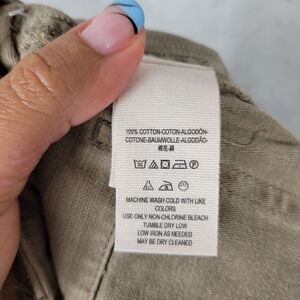 100% COTTON-COTON-ALGODÓN-
COTONE-BAUMWOLLE-ALGODÃO-
MACHINE WASH COLD WITH LIKE
COLORS
USE ONLY NON-CHLORINE BLEACH
TUMBLE DRY LOW
LOW IRON AS NEEDED
MAY BE DRY CLEANED